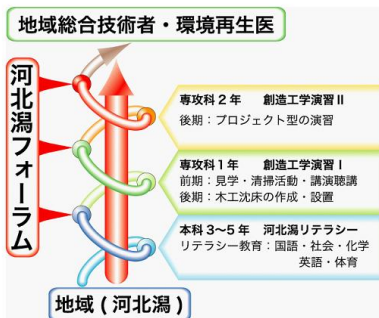 地域総合技術者・環境再生医
河北潟フォーラム
専攻科2年 創造工学演習Ⅱ
後期：プロジェクト型の演習
専攻科1年 創造工学演習Ⅰ
前期：見学・清掃活動・講演聴講
後期：木工沈床の作成・設置
本科3〜5年 河北潟リテラシー
リテラシー教育：国語・社会・化学
英語・体育
地域(河北潟)